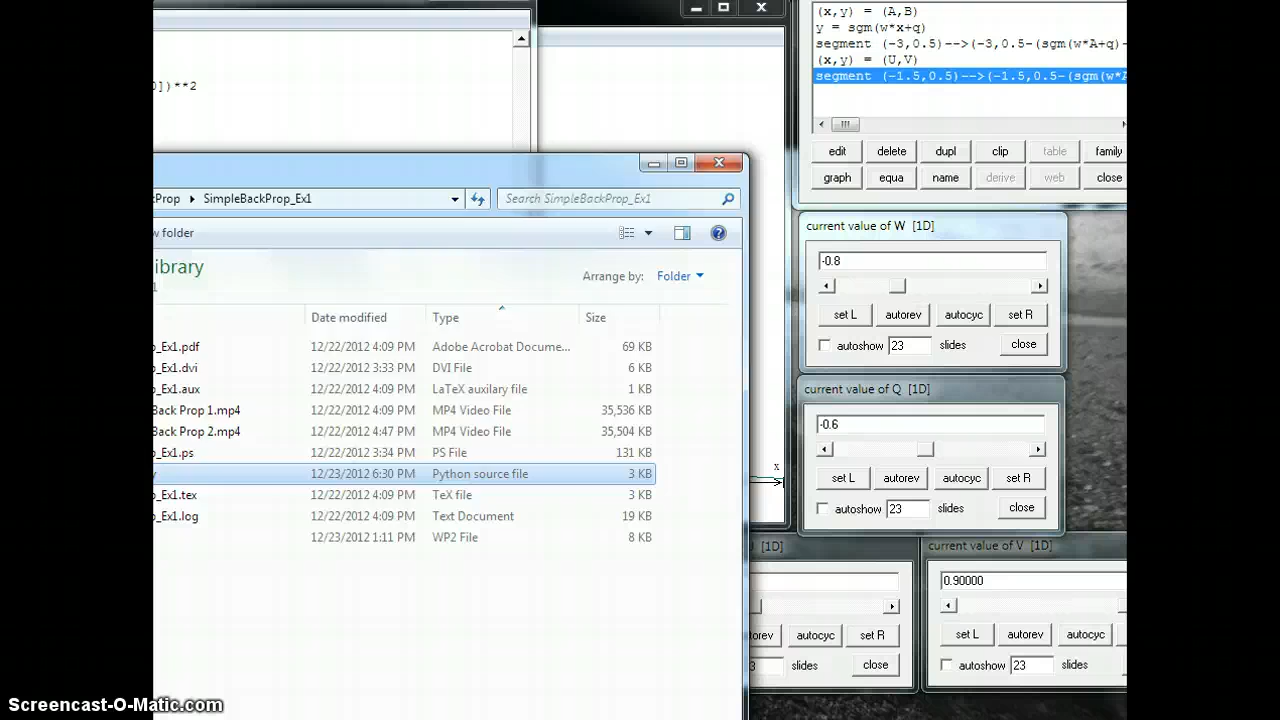 )**2
(x,y) = (A,B)
y = sgm(w*x+q)
segment (-3,0.5)-->(-3,0.5-(sgm(w*A+q)-
(x,y) = (U,V)
segment (-1.5,0.5)-->(-1.5,0.5-(sgm(w*A
edit delete dupl clip table family
graph equa name derive web close
Prop SimpleBackProp_Ex1 Search SimpleBackProp_Ex1
w folder
ibrary
Arrange by: Folder
Date modified Type Size
_Ex1.pdf 12/22/2012 4:09 PM Adobe Acrobat Docume... 69 KB
_Ex1.dvi 12/22/2012 3:33 PM DVI File 6 KB
_Ex1.aux 12/22/2012 4:09 PM LaTeX auxilary file 1 KB
Back Prop 1.mp4 12/22/2012 4:09 PM MP4 Video File 35,536 KB
Back Prop 2.mp4 12/22/2012 4:47 PM MP4 Video File 35,504 KB
_Ex1.ps 12/22/2012 3:34 PM PS File 131 KB
12/23/2012 6:30 PM Python source file 3 KB
_Ex1.tex 12/22/2012 4:09 PM TeX file 3 KB
_Ex1.log 12/22/2012 4:09 PM Text Document 19 KB
12/23/2012 1:11 PM WP2 File 8 KB
x
current value of W [1D]
-0.8
set L autorev autocyc set R
autoshow 23 slides close
current value of Q [1D]
-0.6
set L autorev autocyc set R
autoshow 23 slides close
[1D]
orev autocyc set R
slides close
current value of V [1D]
0.90000
set L autorev autocyc
autoshow 23 slides
Screencast-O-Matic.com